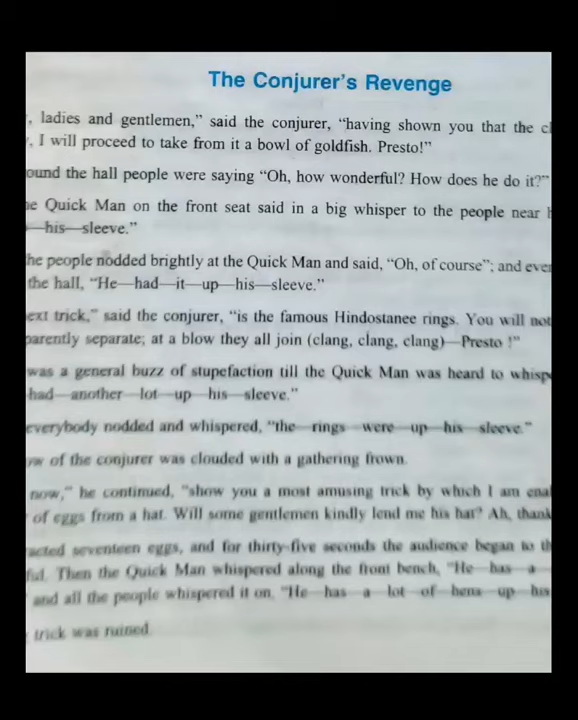 The Conjurer's Revenge
, ladies and gentlemen," said the conjurer, "having shown you that the cl
, I will proceed to take from it a bowl of goldfish. Presto!"
ound the hall people were saying "Oh, how wonderful? How does he do it?"
e Quick Man on the front seat said in a big whisper to the people near h
—his—sleeve."
he people nodded brightly at the Quick Man and said, "Oh, of course"; and ever
the hall, "He—had—it—up—his—sleeve."
ext trick," said the conjurer, "is the famous Hindostanee rings. You will not
parently separate; at a blow they all join (clang, clang, clang)—Presto !"
was a general buzz of stupefaction till the Quick Man was heard to whisp
had—another—lot—up—his—sleeve."
everybody nodded and whispered, "the—rings—were—up—his—sleeve."
ow of the conjurer was clouded with a gathering frown.
now," he continued, "show you a most amusing trick by which I am ena
of eggs from a hat. Will some gentlemen kindly lend me his hat? Ah, thank
acted seventeen eggs, and for thirty-five seconds the audience began to th
ful. Then the Quick Man whispered along the front bench, "He—has—a—
and all the people whispered it on, "He—has—a—lot—of—hens—up—his
trick was ruined.